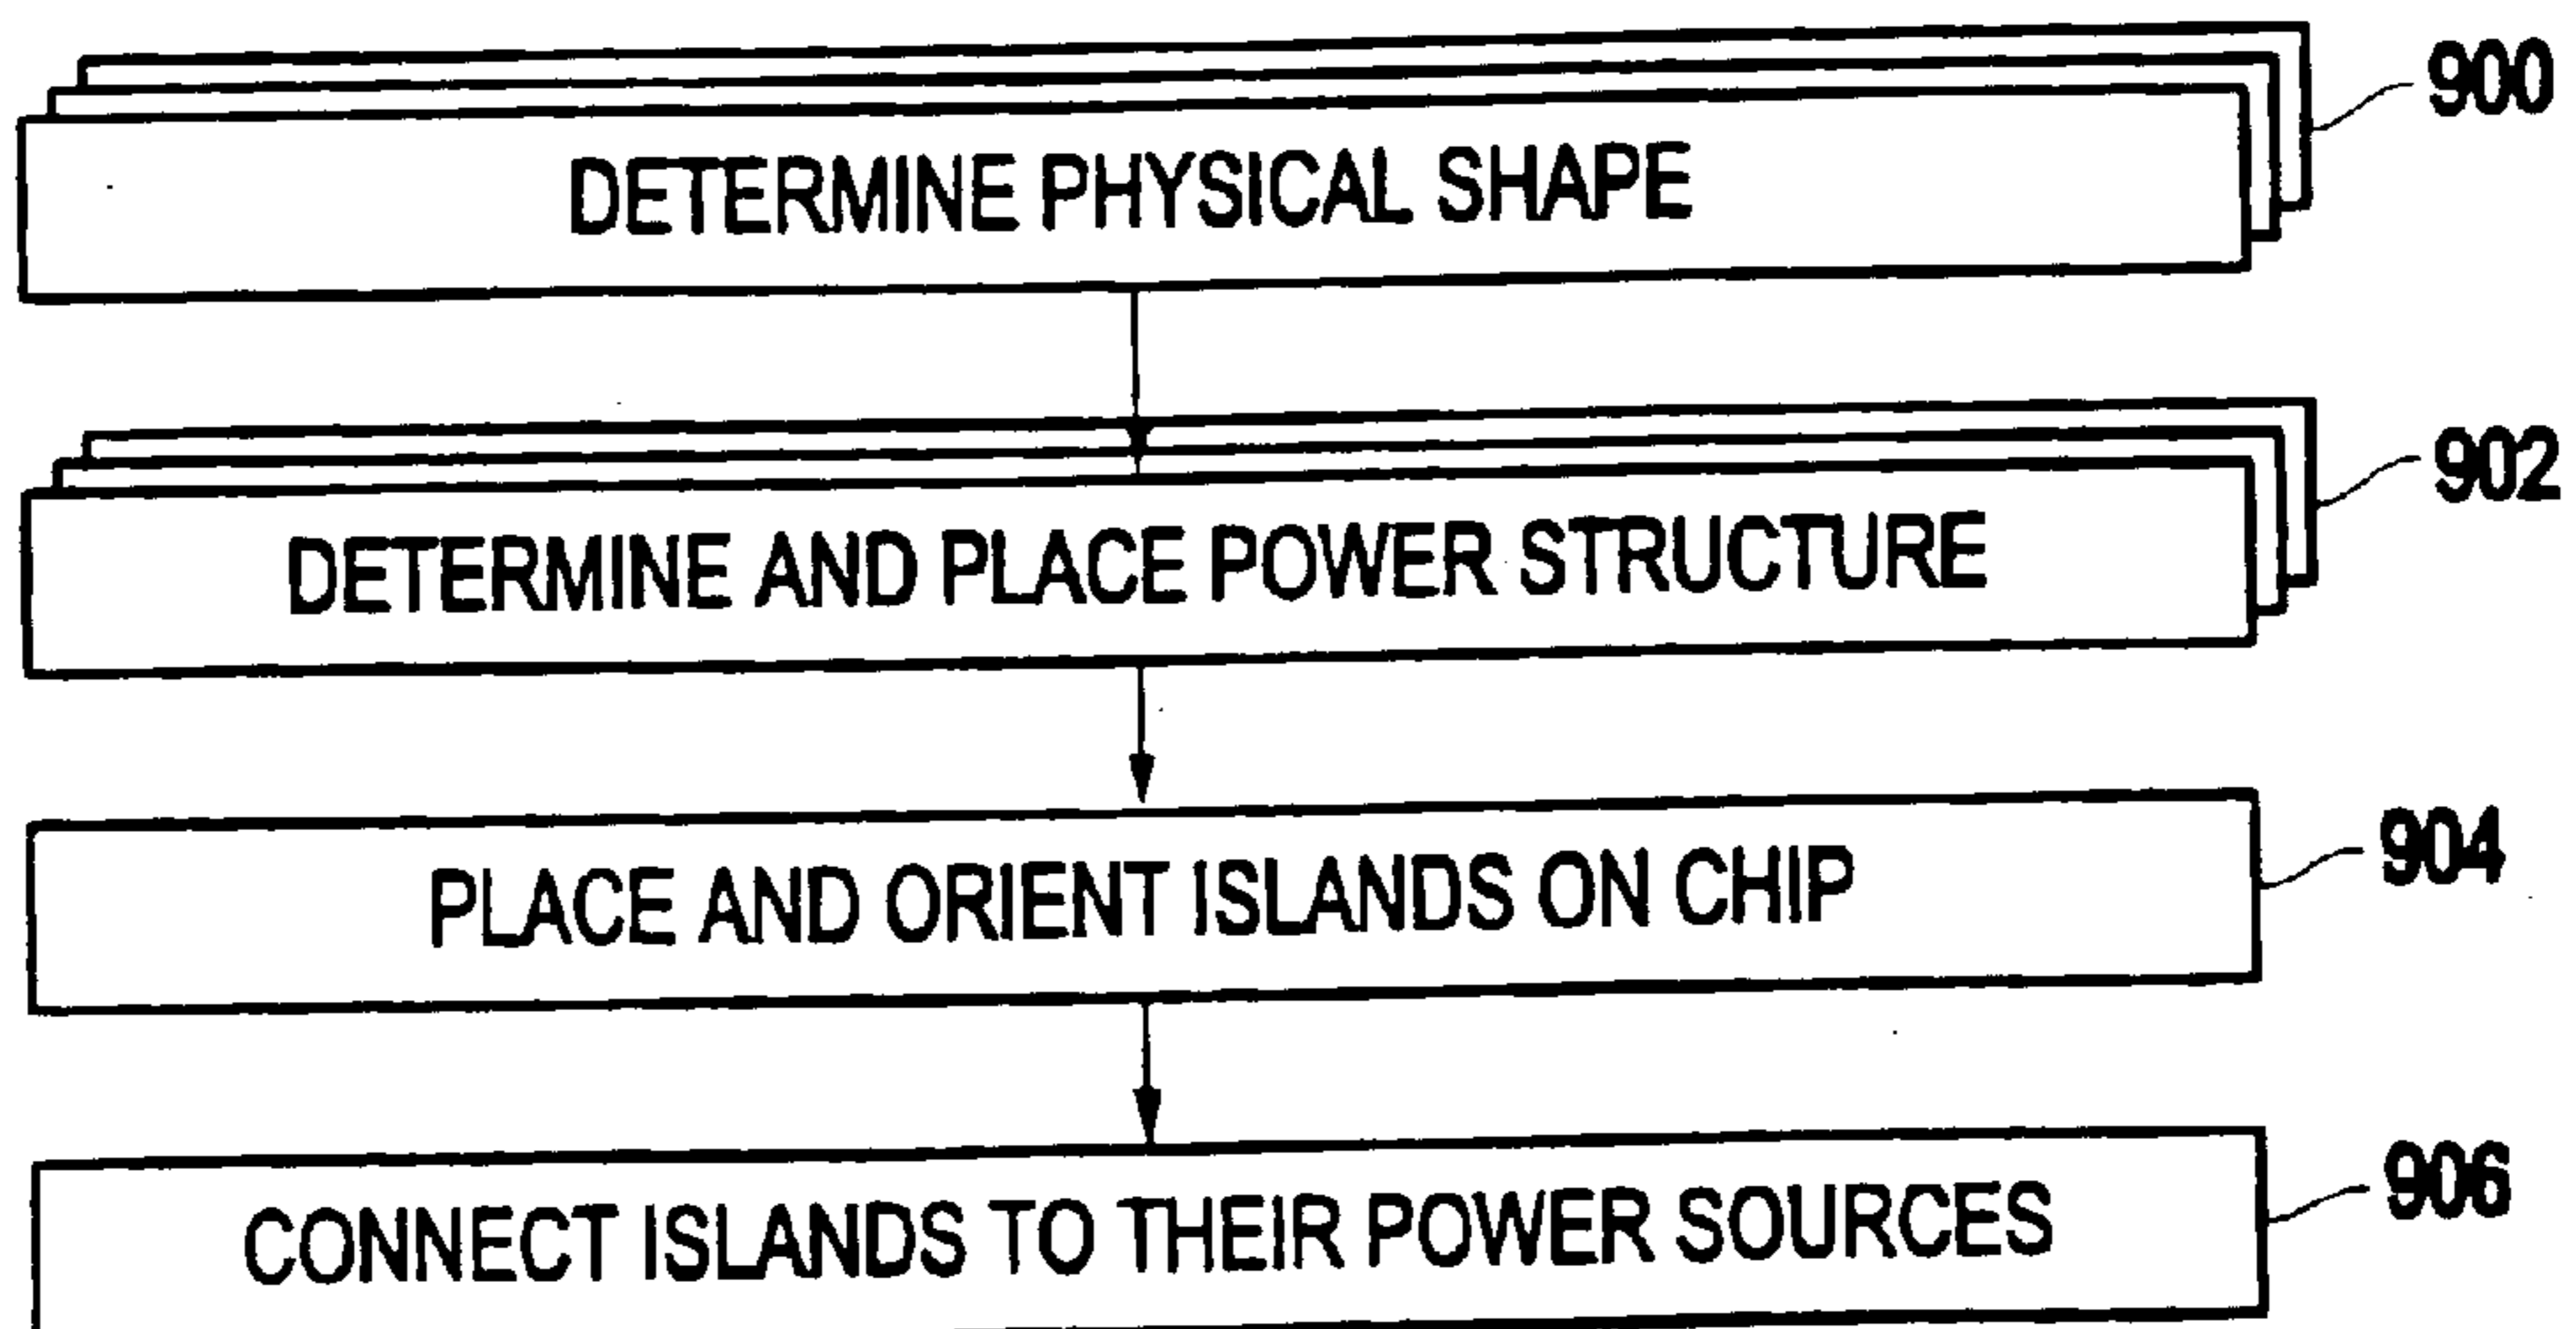 DETERMINE PHYSICAL SHAPE
900
DETERMINE AND PLACE POWER STRUCTURE
902
PLACE AND ORIENT ISLANDS ON CHIP
904
CONNECT ISLANDS TO THEIR POWER SOURCES
906